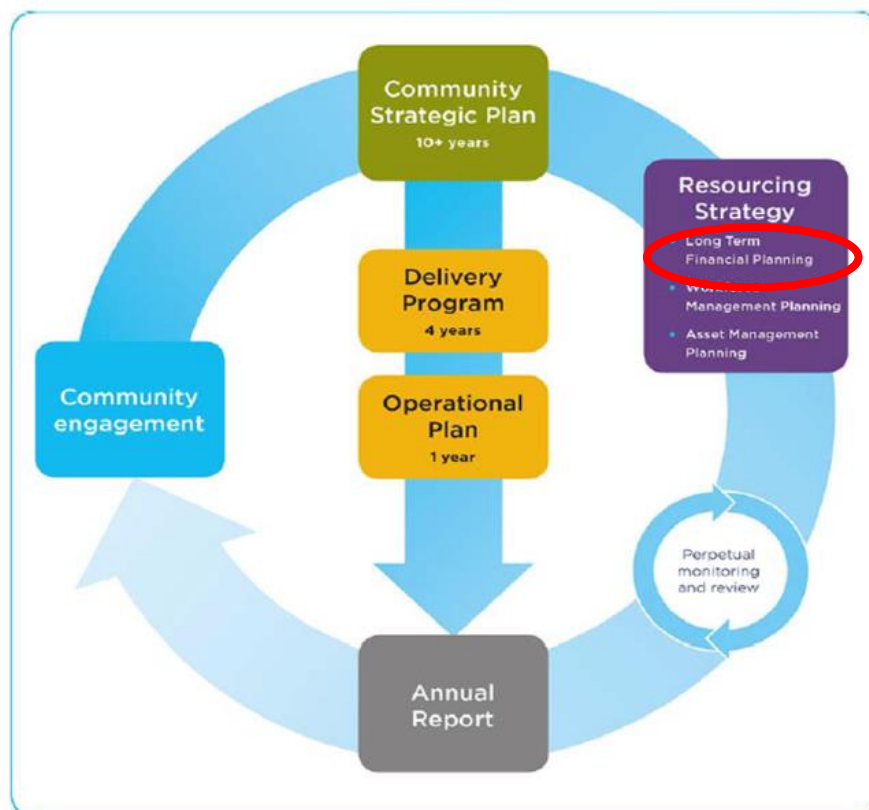 Community
Strategic Plan
10+ years
Resourcing
Strategy
• Long Term
Financial Planning
• Workforce
Management Planning
• Asset Management
Planning
Delivery
Program
4 years
Operational
Plan
1 year
Community
engagement
Perpetual
monitoring
and review
Annual
Report